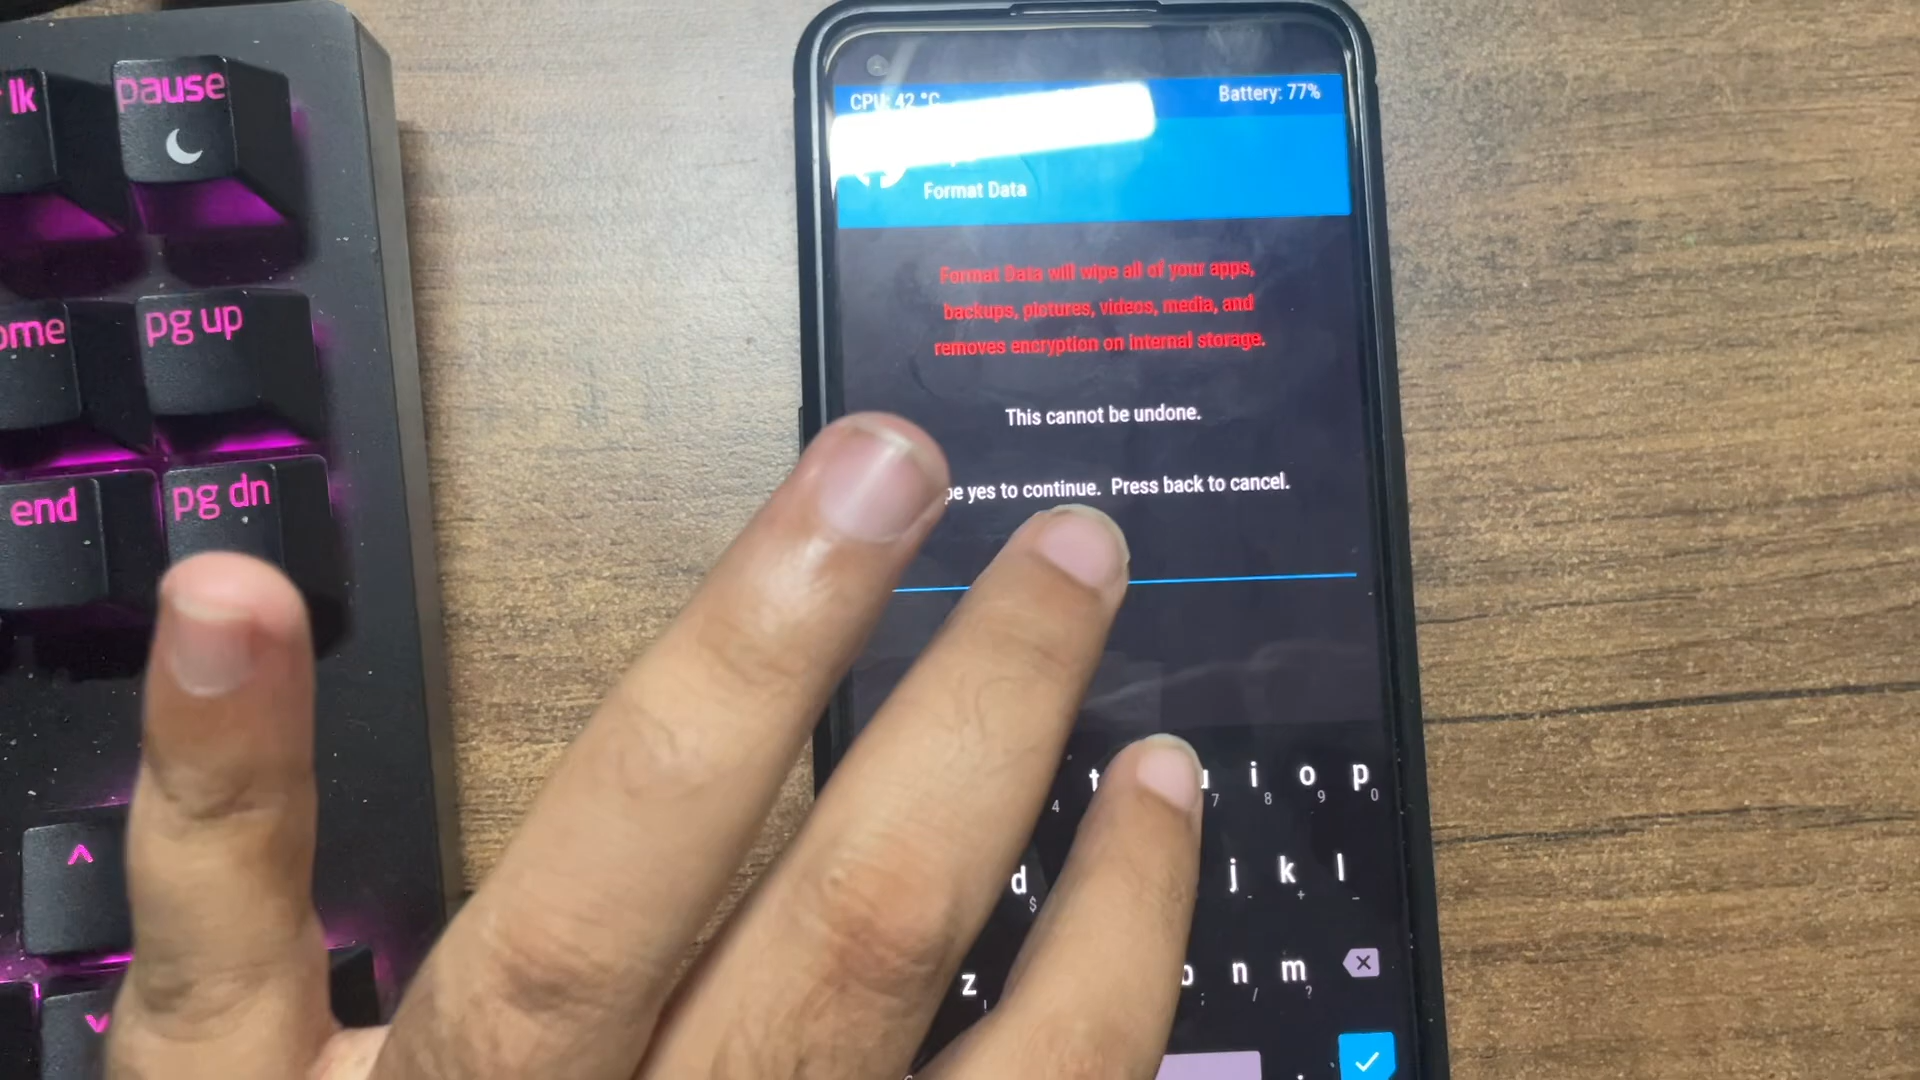 lk
pause
CPU: 42 °C
Battery: 77%
Format Data
Format Data will wipe all of your apps,
backups, pictures, videos, media, and
removes encryption on internal storage.
This cannot be undone.
yes to continue. Press back to cancel.
pg up
end
pg dn
t u i o p
4 7 8 9 0
d j k l
$ - + _
z n m
; / ?